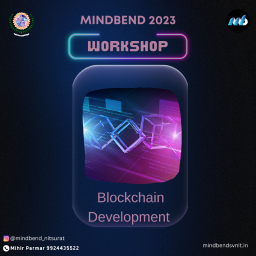 MINDBEND 2023
WORKSHOP
Blockchain
Development
@mindbend_nitsurat
Mihir Parmar 9924435522
mindbendsvnit.in